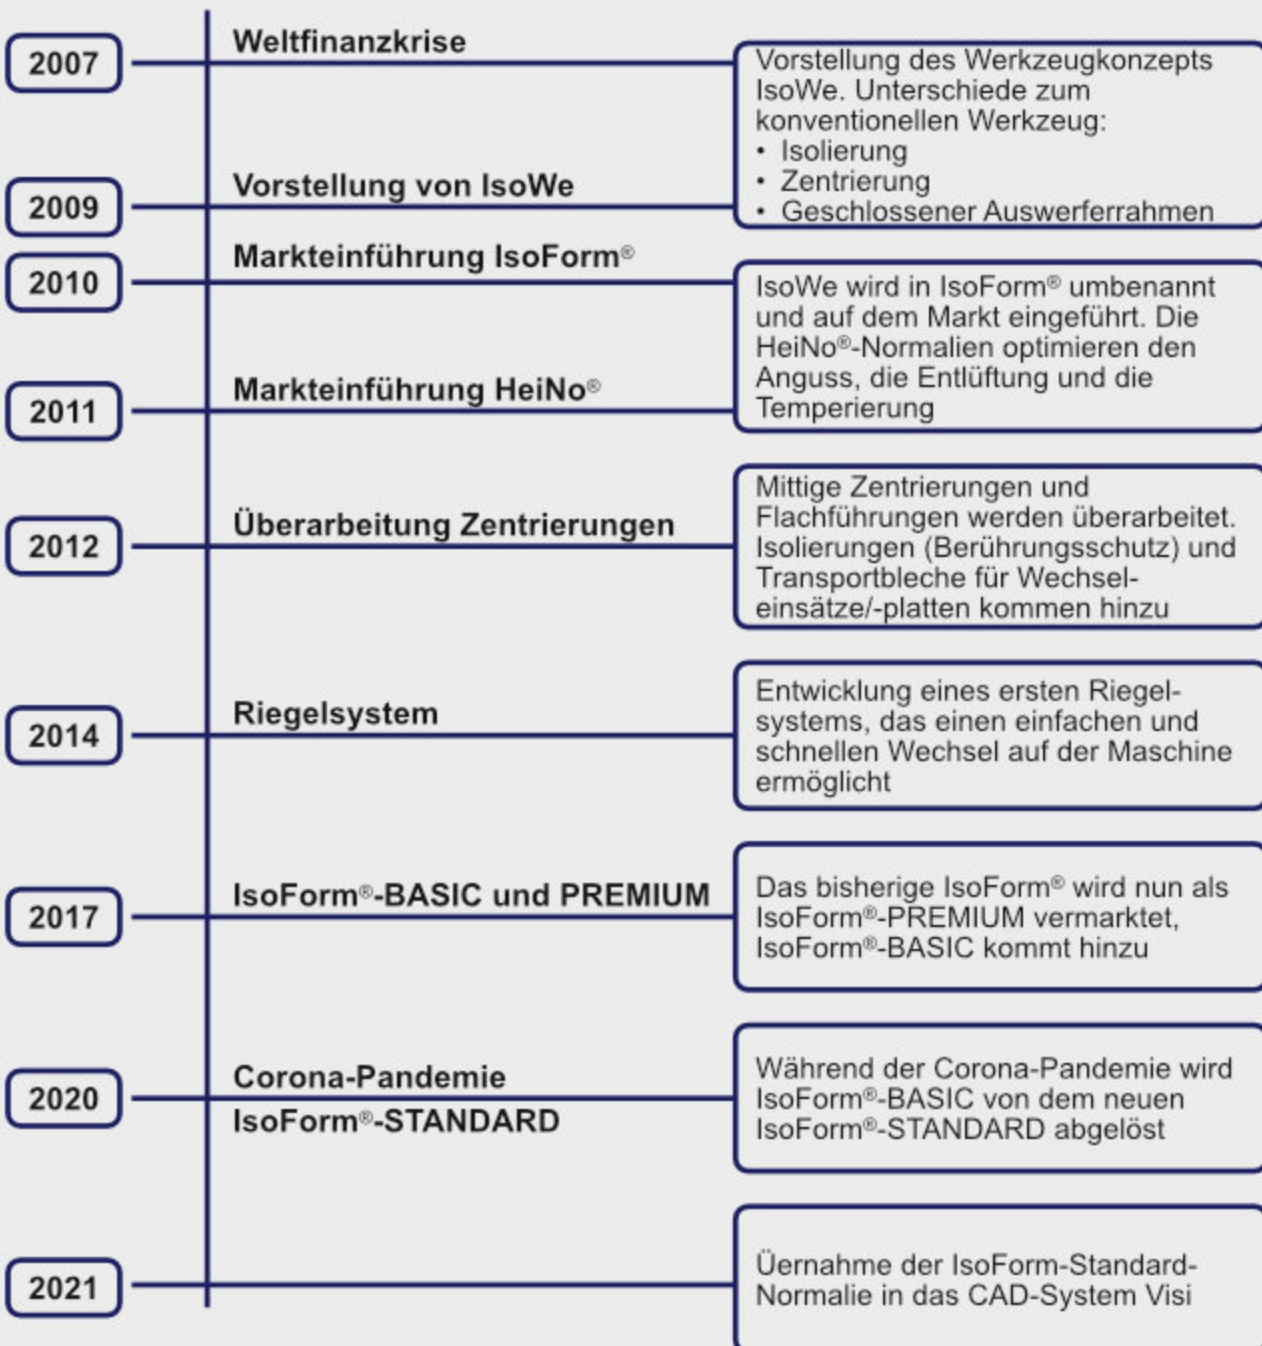 2007
Weltfinanzkrise
Vorstellung des Werkzeugkonzepts
IsoWe. Unterschiede zum
konventionellen Werkzeug:
• Isolierung
• Zentrierung
• Geschlossener Auswerferrahmen
2009
Vorstellung von IsoWe
2010
Markteinführung IsoForm®
IsoWe wird in IsoForm® umbenannt
und auf dem Markt eingeführt. Die
HeiNo®-Normalien optimieren den
Anguss, die Entlüftung und die
Temperierung
2011
Markteinführung HeiNo®
2012
Überarbeitung Zentrierungen
Mittige Zentrierungen und
Flachführungen werden überarbeitet.
Isolierungen (Berührungsschutz) und
Transportbleche für Wechsel-
einsätze/-platten kommen hinzu
2014
Riegelsystem
Entwicklung eines ersten Riegel-
systems, das einen einfachen und
schnellen Wechsel auf der Maschine
ermöglicht
2017
IsoForm®-BASIC und PREMIUM
Das bisherige IsoForm® wird nun als
IsoForm®-PREMIUM vermarktet,
IsoForm®-BASIC kommt hinzu
2020
Corona-Pandemie
IsoForm®-STANDARD
Während der Corona-Pandemie wird
IsoForm®-BASIC von dem neuen
IsoForm®-STANDARD abgelöst
2021
Üernahme der IsoForm-Standard-
Normalie in das CAD-System Visi